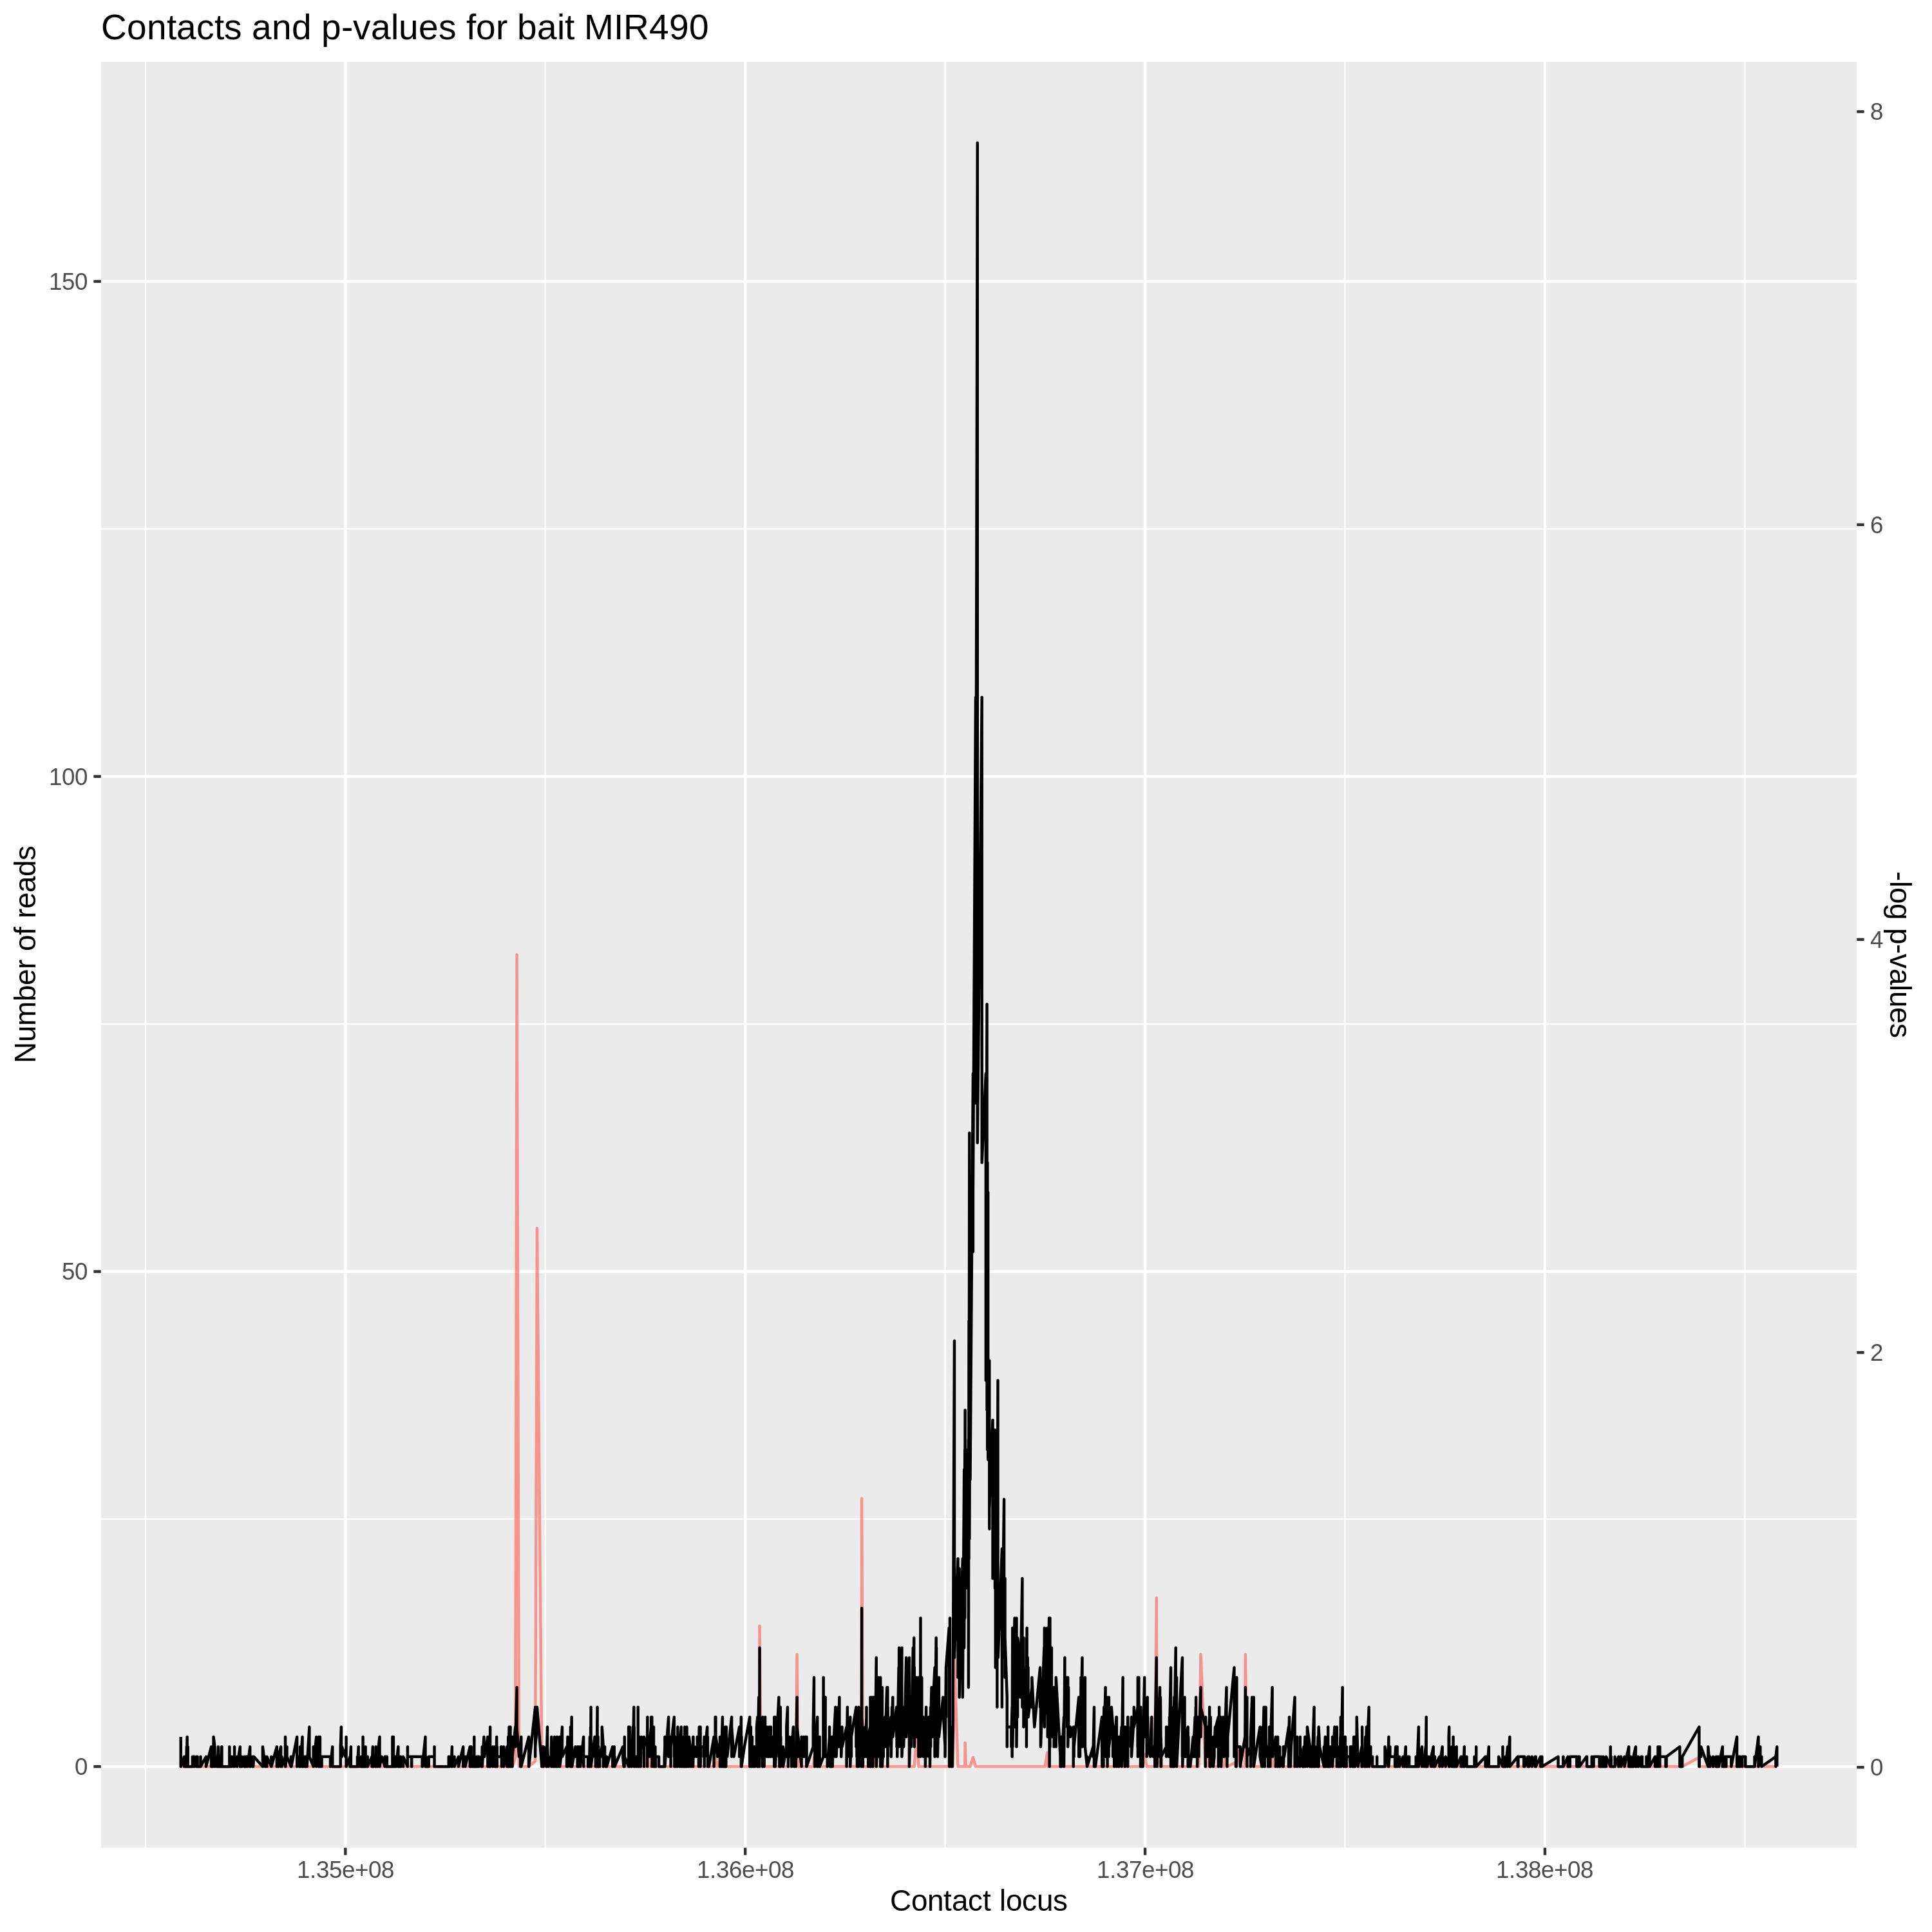 Contacts and p-values for bait MIR490
8
150
6
100
Number of reads
4
-log p-values
50
2
0
0
1.35e+08
1.36e+08
1.37e+08
1.38e+08
Contact locus